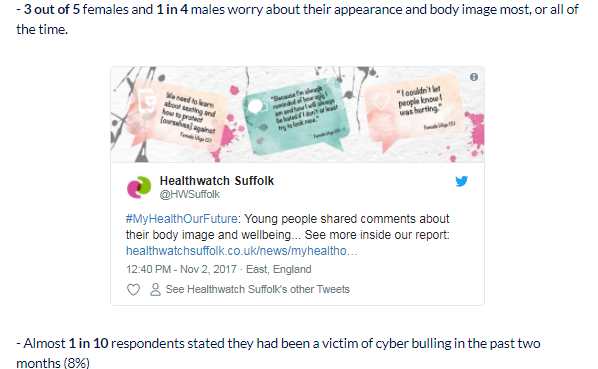 - 3 out of 5 females and 1 in 4 males worry about their appearance and body image most, or all of
the time.
We need to learn
about sexting and
how to protect
(ourselves) against
"Because I'm always
reminded of how ugly I
am and how I will always
be hated if I don't at least
try to look nice."
"I couldn't let
people know I
was hurting."
Healthwatch Suffolk
@HWSuffolk
#MyHealthOurFuture: Young people shared comments about
their body image and wellbeing... See more inside our report:
healthwatchsuffolk.co.uk/news/myhealtho...
12:40 PM - Nov 2, 2017 · East, England
See Healthwatch Suffolk's other Tweets
- Almost 1 in 10 respondents stated they had been a victim of cyber bulling in the past two
months (8%)